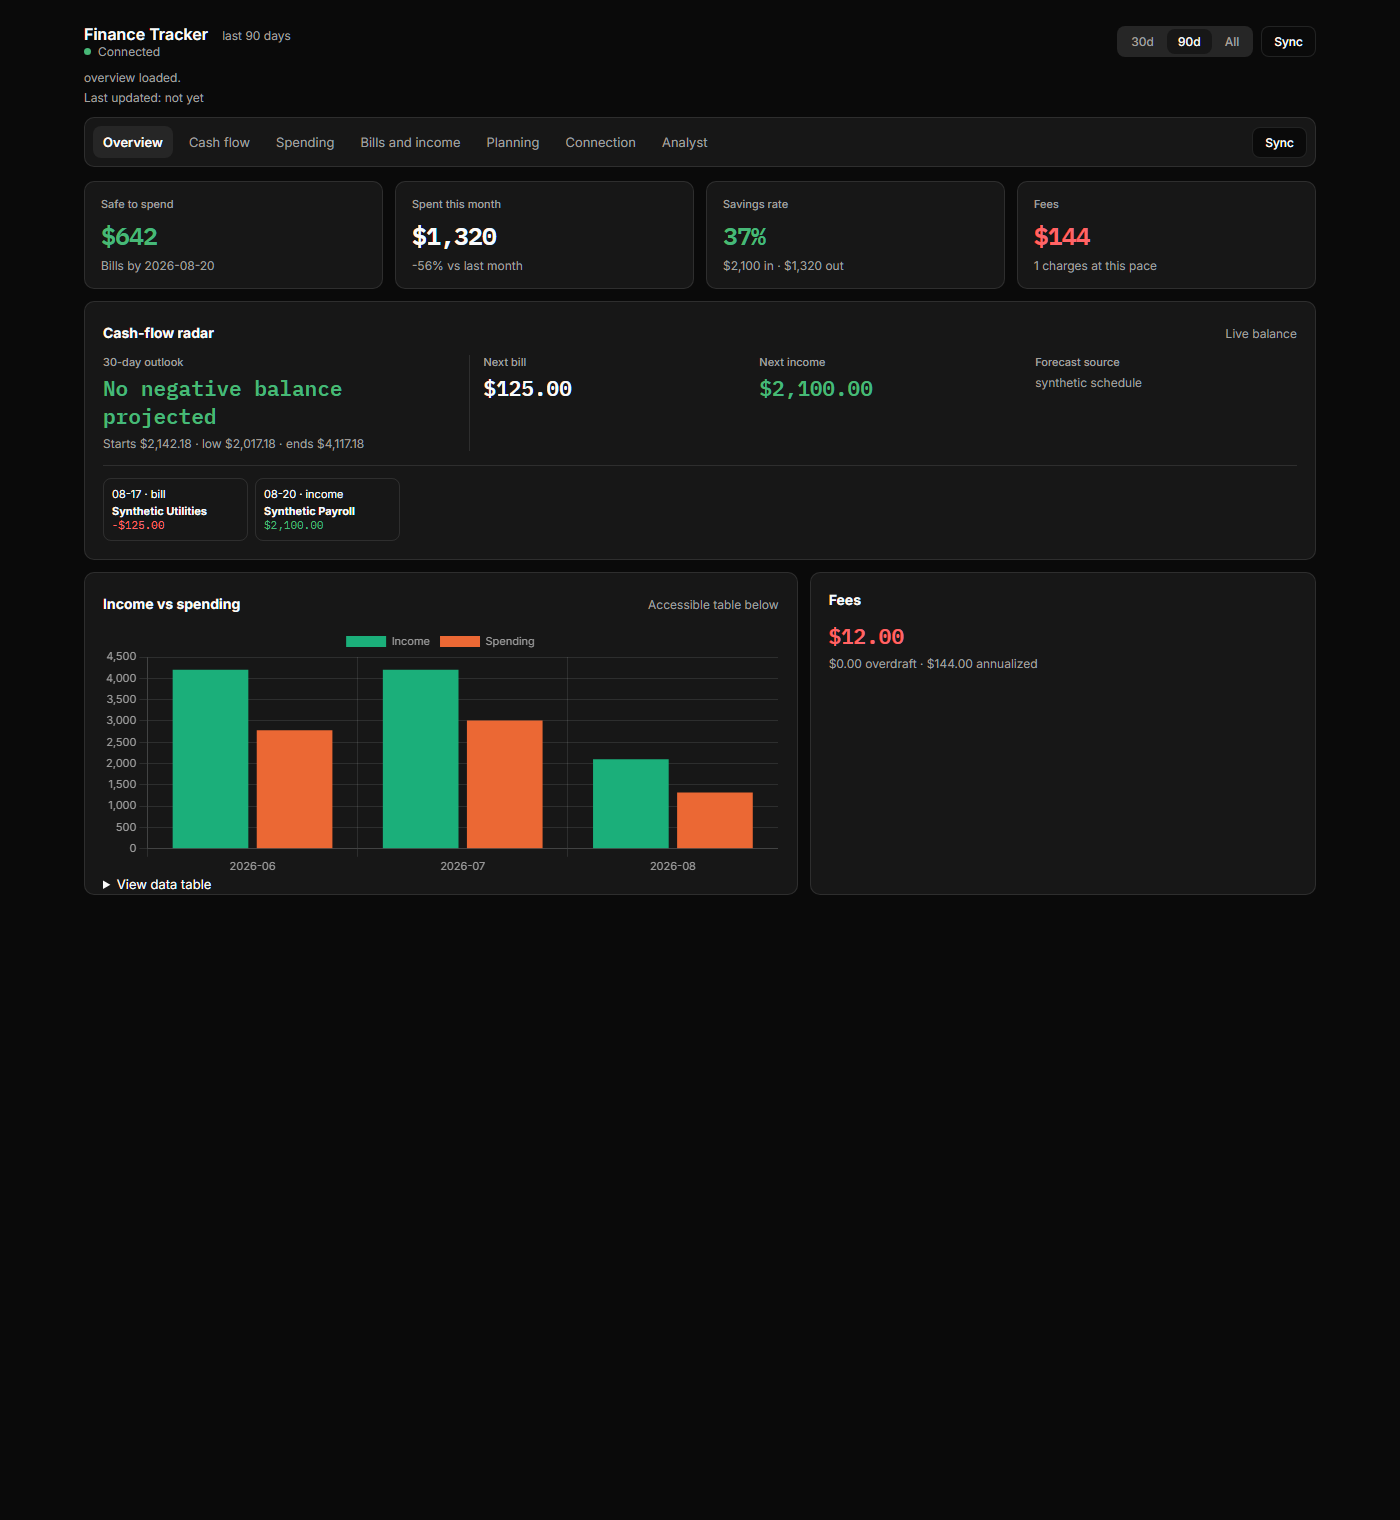 Finance Tracker last 90 days
Connected
30d 90d All Sync
overview loaded.
Last updated: not yet
Overview Cash flow Spending Bills and income Planning Connection Analyst Sync
Safe to spend
$642
Bills by 2026-08-20
Spent this month
$1,320
-56% vs last month
Savings rate
37%
$2,100 in · $1,320 out
Fees
$144
1 charges at this pace
Cash-flow radar
Live balance
30-day outlook
No negative balance
projected
Starts $2,142.18 · low $2,017.18 · ends $4,117.18
Next bill
$125.00
Next income
$2,100.00
Forecast source
synthetic schedule
08-17 · bill
Synthetic Utilities
-$125.00
08-20 · income
Synthetic Payroll
$2,100.00
Income vs spending
Accessible table below
Income Spending
4,500
4,000
3,500
3,000
2,500
2,000
1,500
1,000
500
0
2026-06 2026-07 2026-08
View data table
Fees
$12.00
$0.00 overdraft · $144.00 annualized